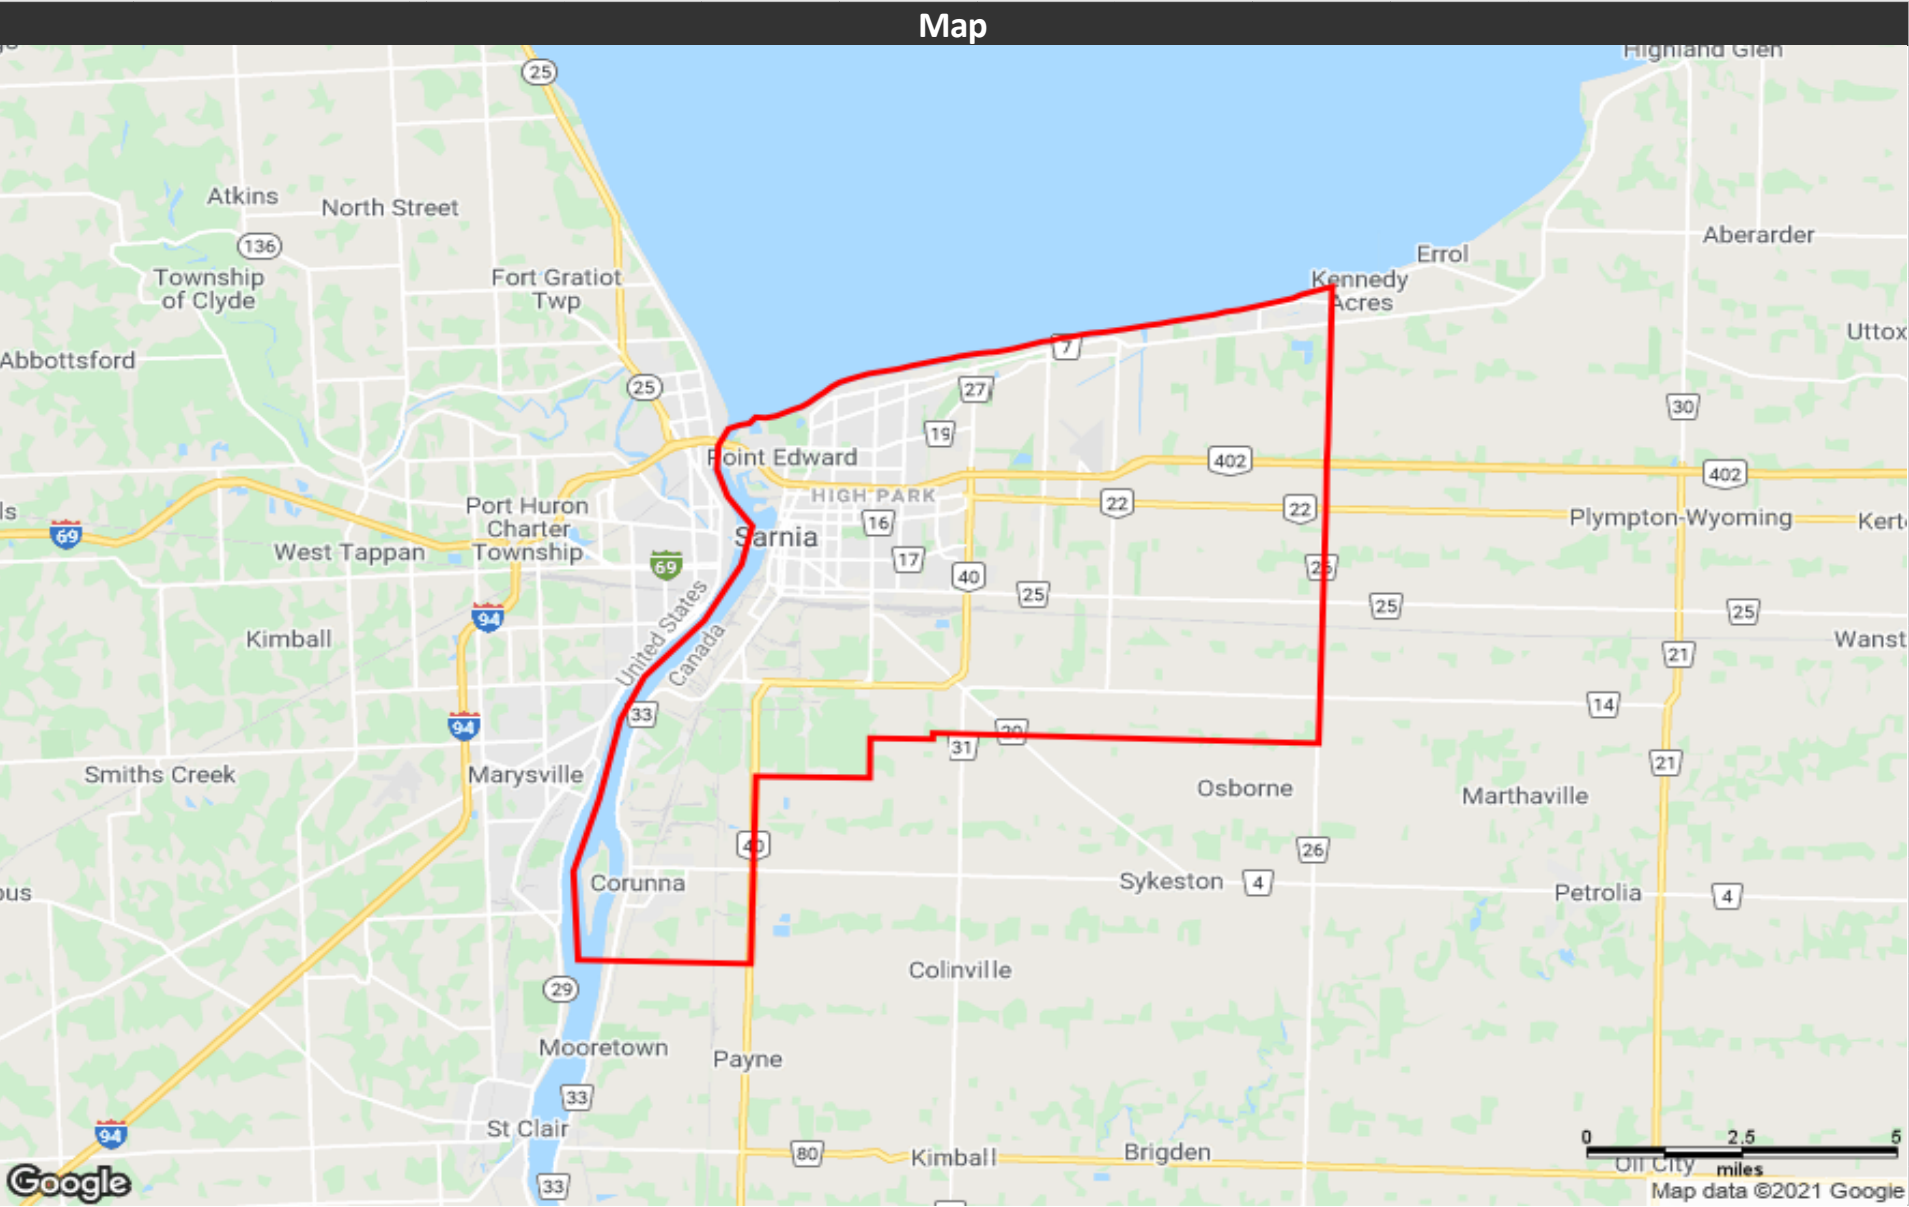 Map
Highland Glen
25
Atkins
North Street
136
Aberarder
Errol
Township
of Clyde
Fort Gratiot
Twp
Kennedy
Acres
Uttox
Abbottsford
7
25
27
30
19
Point Edward
402
402
HIGH PARK
22
22
16
Port Huron
Charter
Township
ls
69
Plympton-Wyoming
Kert
Sarnia
West Tappan
17
69
40
26
25
25
25
94
United States
Canada
Kimball
Wanst
21
14
33
94
31
21
Smiths Creek
Marysville
Osborne
Marthaville
40
26
Corunna
Sykeston
4
Petrolia
4
ous
Colinville
29
Mooretown
Payne
33
St Clair
94
80
Kimball
Brigden
0
2.5
5
miles
Oil City
33
Google
Map data ©2021 Google